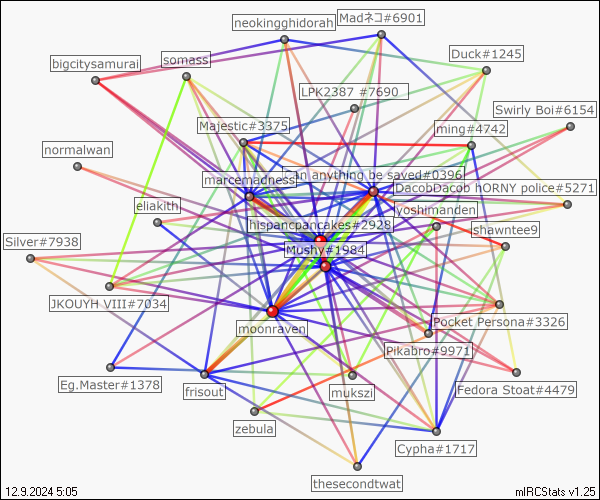 neokingghidorah
Madネコ#6901
bigcitysamurai
somass
Duck#1245
LPK2387 #7690
Swirly Boi#6154
Majestic#3375
ming#4742
normalwan
marcemadness
Can anything be saved#0396
DacobDacob hORNY police#5271
eliakith
hispancpancakes#2928
yoshimanden
shawntee9
Silver#7938
Mushy#1984
JKOUYH VIII#7034
moonraven
Pocket Persona#3326
Pikabro#9971
Eg.Master#1378
frisout
mukszi
Fedora Stoat#4479
zebula
Cypha#1717
thesecondtwat
12.9.2024 5:05
mIRCStats v1.25